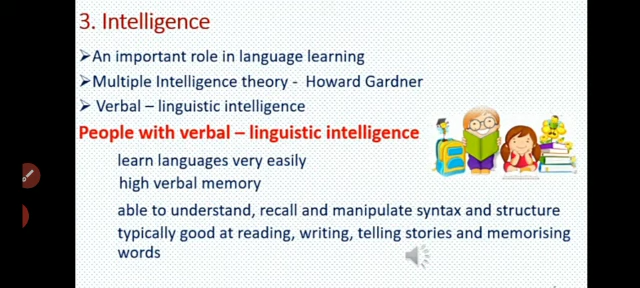 3. Intelligence
➢An important role in language learning
➢Multiple Intelligence theory - Howard Gardner
➢ Verbal – linguistic intelligence
People with verbal – linguistic intelligence
learn languages very easily
high verbal memory
able to understand, recall and manipulate syntax and structure
typically good at reading, writing, telling stories and memorising
words